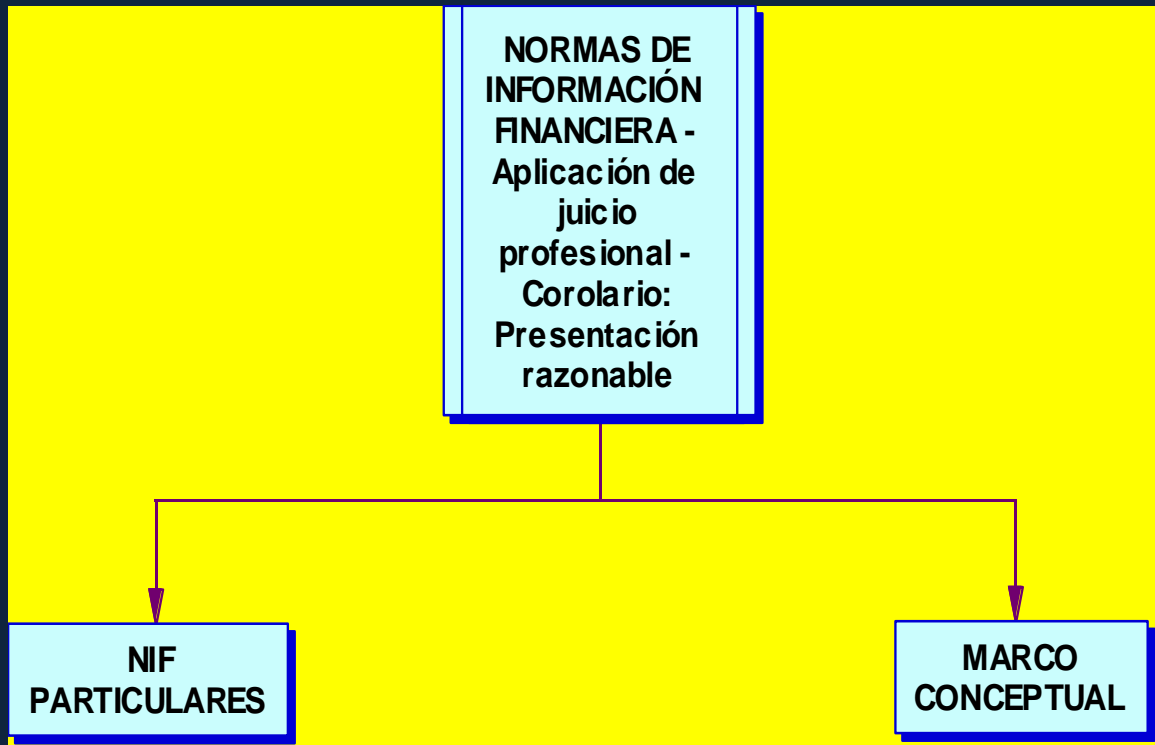 NORMAS DE
INFORMACIÓN
FINANCIERA -
Aplicación de
juicio
profesional -
Corolario:
Presentación
razonable
NIF
PARTICULARES
MARCO
CONCEPTUAL